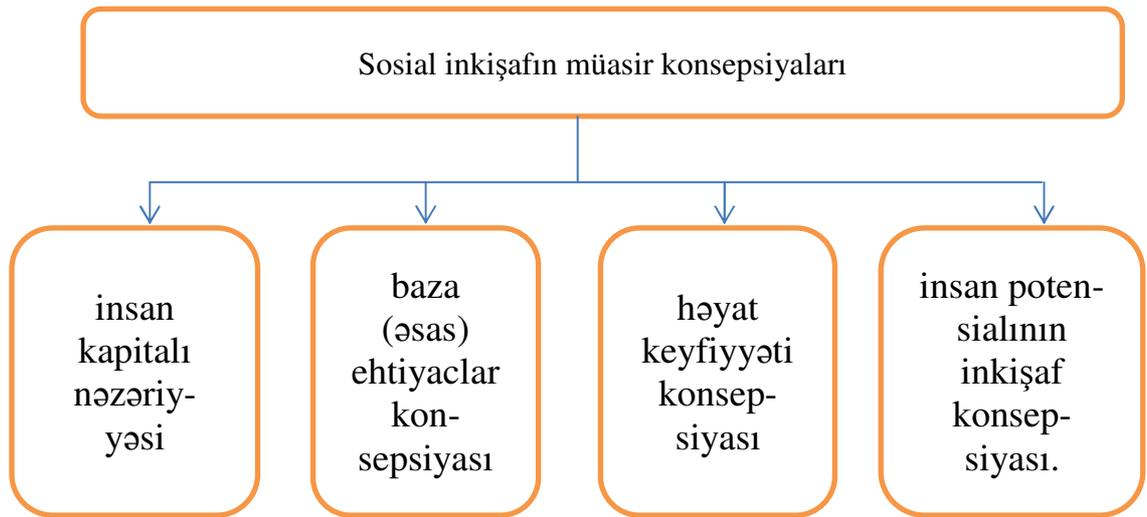 Sosial inkişafın müasir konsepsiyaları
insan
kapitalı
nəzəriy-
yəsi
baza
(əsas)
ehtiyaclar
kon-
sepsiyası
həyat
keyfiyyəti
konsep-
siyası
insan poten-
sialının
inkişaf
konsep-
siyası.